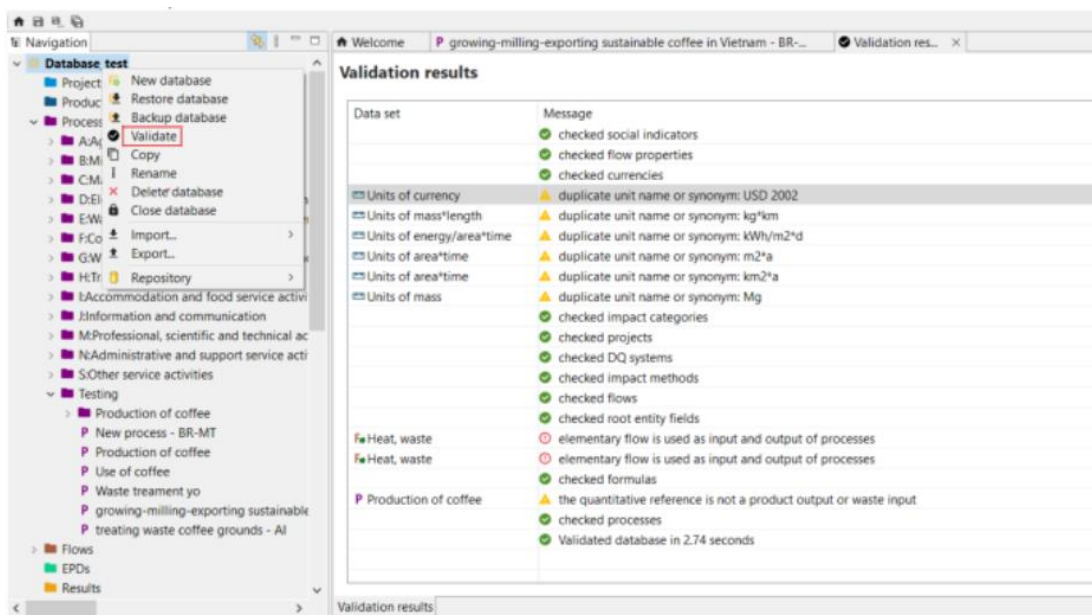 Navigation
Welcome
P growing-milling-exporting sustainable coffee in Vietnam - BR-...
Validation res...
Database_test
Project
Produc
Process
A:Ag
B:Mi
C:Ma
D:El
E:Wa
F:Co
G:W
H:Tr
I:Accommodation and food service activi
J:Information and communication
M:Professional, scientific and technical ac
N:Administrative and support service acti
S:Other service activities
Testing
Production of coffee
P New process - BR-MT
P Production of coffee
P Use of coffee
P Waste treament yo
P growing-milling-exporting sustainable
P treating waste coffee grounds - AI
Flows
EPDs
Results
New database
Restore database
Backup database
Validate
Copy
Rename
Delete database
Close database
Import...
Export...
Repository
Validation results
Data set Message
checked social indicators
checked flow properties
checked currencies
Units of currency duplicate unit name or synonym: USD 2002
Units of mass*length duplicate unit name or synonym: kg*km
Units of energy/area*time duplicate unit name or synonym: kWh/m2*d
Units of area*time duplicate unit name or synonym: m2*a
Units of area*time duplicate unit name or synonym: km2*a
Units of mass duplicate unit name or synonym: Mg
checked impact categories
checked projects
checked DQ systems
checked impact methods
checked flows
checked root entity fields
Heat, waste elementary flow is used as input and output of processes
Heat, waste elementary flow is used as input and output of processes
checked formulas
P Production of coffee the quantitative reference is not a product output or waste input
checked processes
Validated database in 2.74 seconds
Validation results